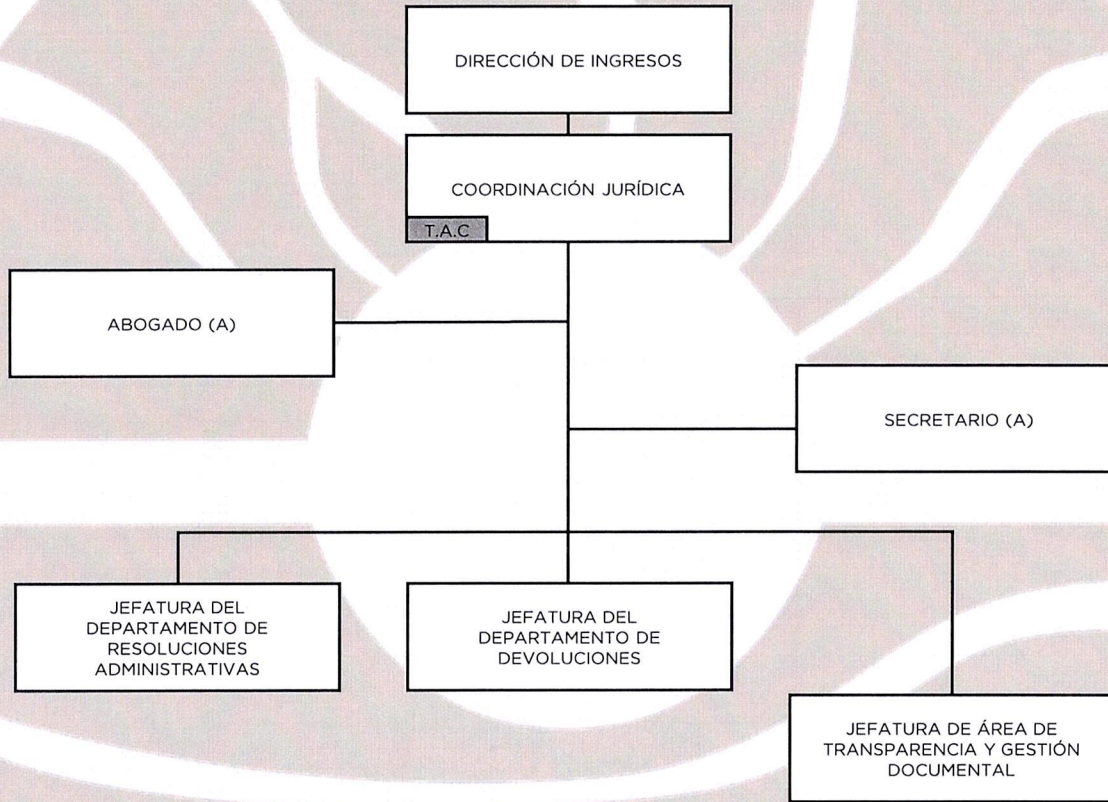 DIRECCIÓN DE INGRESOS
COORDINACIÓN JURÍDICA
T.A.C
ABOGADO (A)
SECRETARIO (A)
JEFATURA DEL
DEPARTAMENTO DE
RESOLUCIONES
ADMINISTRATIVAS
JEFATURA DEL
DEPARTAMENTO DE
DEVOLUCIONES
JEFATURA DE ÁREA DE
TRANSPARENCIA Y GESTIÓN
DOCUMENTAL